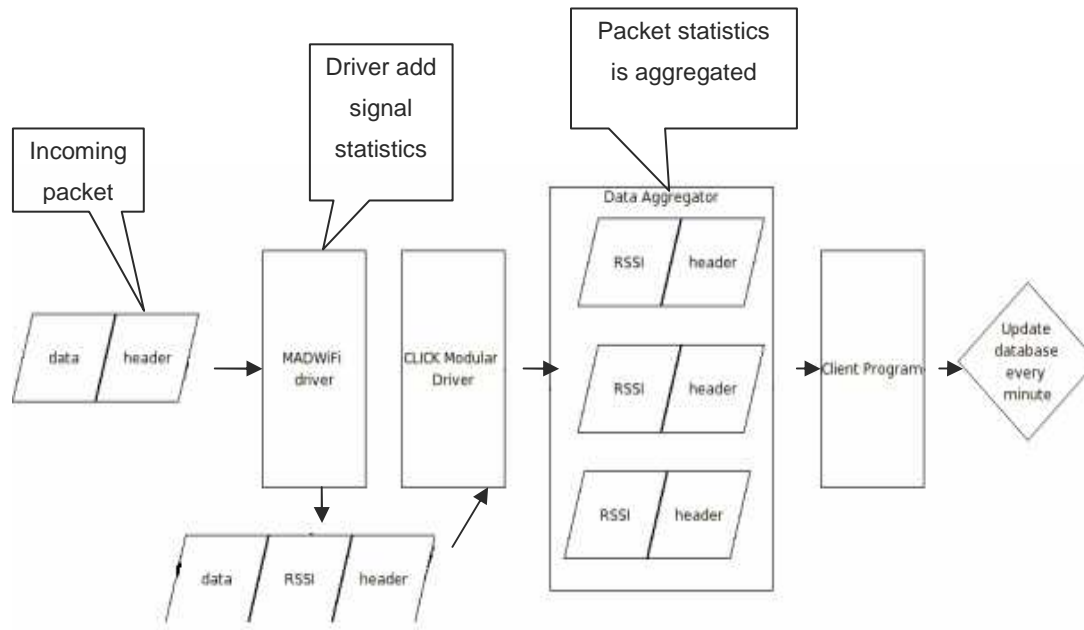 Packet statistics
is aggregated
Driver add
signal
statistics
Incoming
packet
Data Aggregator
RSSI header
data header
MADWiFi
driver
CLICK Modular
Driver
RSSI header
Client Program
Update
database
every
minute
RSSI header
data RSSI header